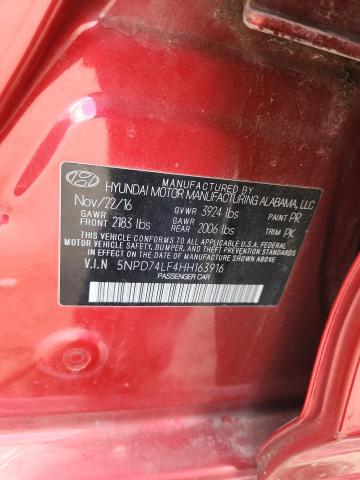 MANUFACTURED BY
HYUNDAI MOTOR MANUFACTURING ALABAMA, LLC
Nov/22/16 GVWR 3924 lbs PAINT PR
GAWR FRONT 2183 lbs GAWR REAR 2006 lbs TRIM PK
THIS VEHICLE CONFORMS TO ALL APPLICABLE FEDERAL
MOTOR VEHICLE SAFETY, BUMPER, AND THEFT PREVENTION
STANDARDS IN EFFECT ON THE DATE OF MANUFACTURE
SHOWN ABOVE.
V.I.N 5NPD74LF4HH163916
PASSENGER CAR